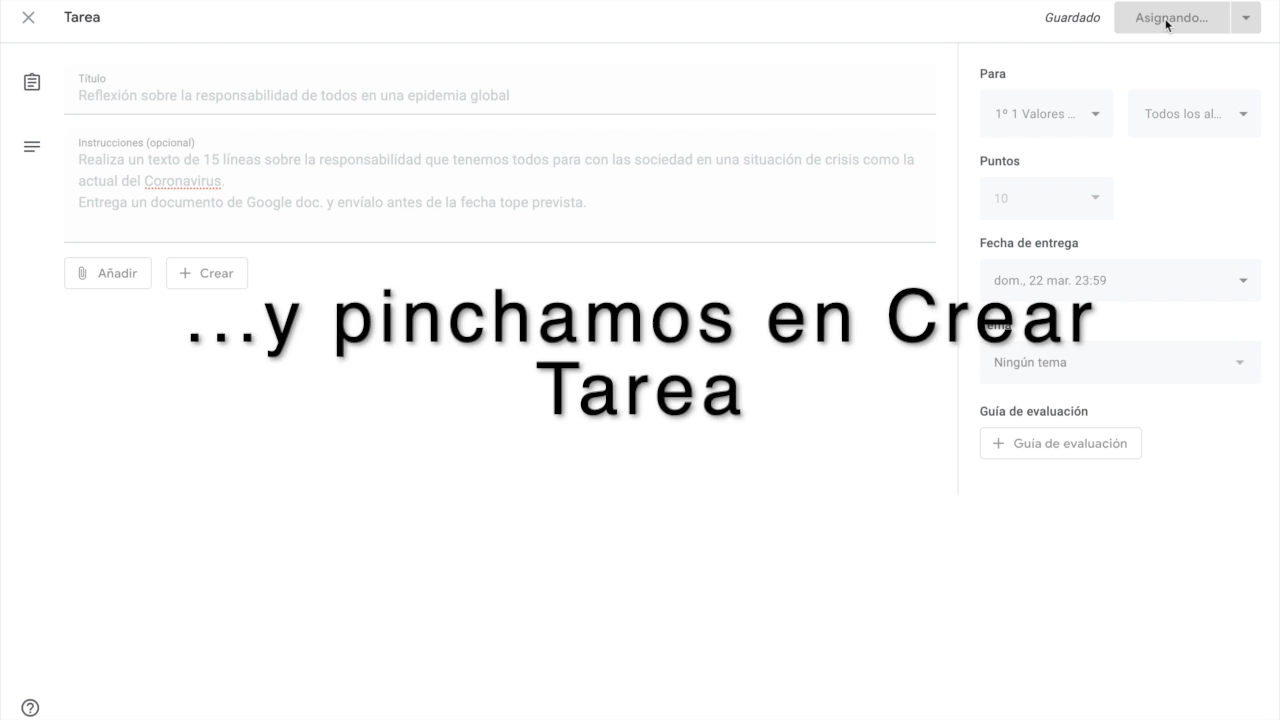 Tarea
Guardado
Asignando...
Título
Reflexión sobre la responsabilidad de todos en una epidemia global
Instrucciones (opcional)
Realiza un texto de 15 líneas sobre la responsabilidad que tenemos todos para con las sociedad en una situación de crisis como la
actual del Coronavirus.
Entrega un documento de Google doc. y envíalo antes de la fecha tope prevista.
Añadir
Crear
Para
1º 1 Valores ...
Todos los al...
Puntos
10
Fecha de entrega
dom., 22 mar. 23:59
Ningún tema
Guía de evaluación
Guía de evaluación
...y pinchamos en Crear
Tarea